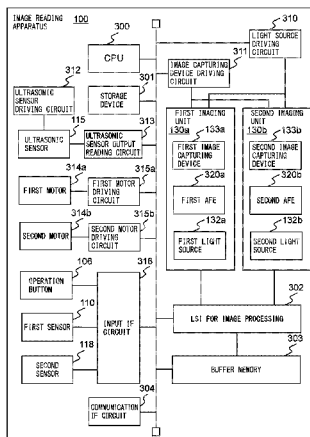 IMAGE READING
APPARATUS
100
300
CPU
310
LIGHT SOURCE
DRIVING
CIRCUIT
311
IMAGE CAPTURING
DEVICE DRIVING
CIRCUIT
312
ULTRASONIC
SENSOR
DRIVING CIRCUIT
301
STORAGE
DEVICE
115
ULTRASONIC
SENSOR
313
ULTRASONIC
SENSOR OUTPUT
READING CIRCUIT
FIRST IMAGING
UNIT
130a
133a
FIRST IMAGE
CAPTURING
DEVICE
320a
FIRST AFE
132a
FIRST LIGHT
SOURCE
SECOND IMAGING
UNIT
130b
133b
SECOND IMAGE
CAPTURING
DEVICE
320b
SECOND AFE
132b
SECOND LIGHT
SOURCE
314a
FIRST MOTOR
315a
FIRST MOTOR
DRIVING
CIRCUIT
314b
SECOND MOTOR
315b
SECOND MOTOR
DRIVING
CIRCUIT
106
OPERATION
BUTTON
316
INPUT IF
CIRCUIT
110
FIRST
SENSOR
118
SECOND
SENSOR
302
LSI FOR IMAGE PROCESSING
303
BUFFER MEMORY
304
COMMUNICATION
IF CIRCUIT